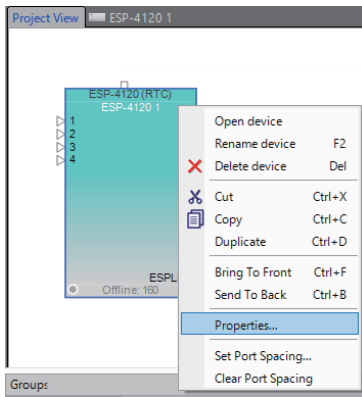 Project View ESP-4120 1
ESP-4120 (RTC)
ESP-4120 1
1
2
3
4
ESPL
Offline: 160
Open device
Rename device F2
Delete device Del
Cut Ctrl+X
Copy Ctrl+C
Duplicate Ctrl+D
Bring To Front Ctrl+F
Send To Back Ctrl+B
Properties...
Set Port Spacing...
Clear Port Spacing
Groups